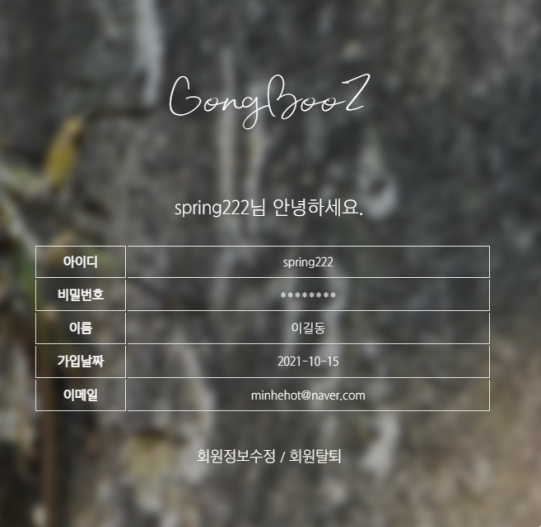 GongBooZ
spring222님 안녕하세요.
아이디 spring222
비밀번호 ********
이름 이길동
가입날짜 2021-10-15
이메일 minhehot@naver.com
회원정보수정 / 회원탈퇴